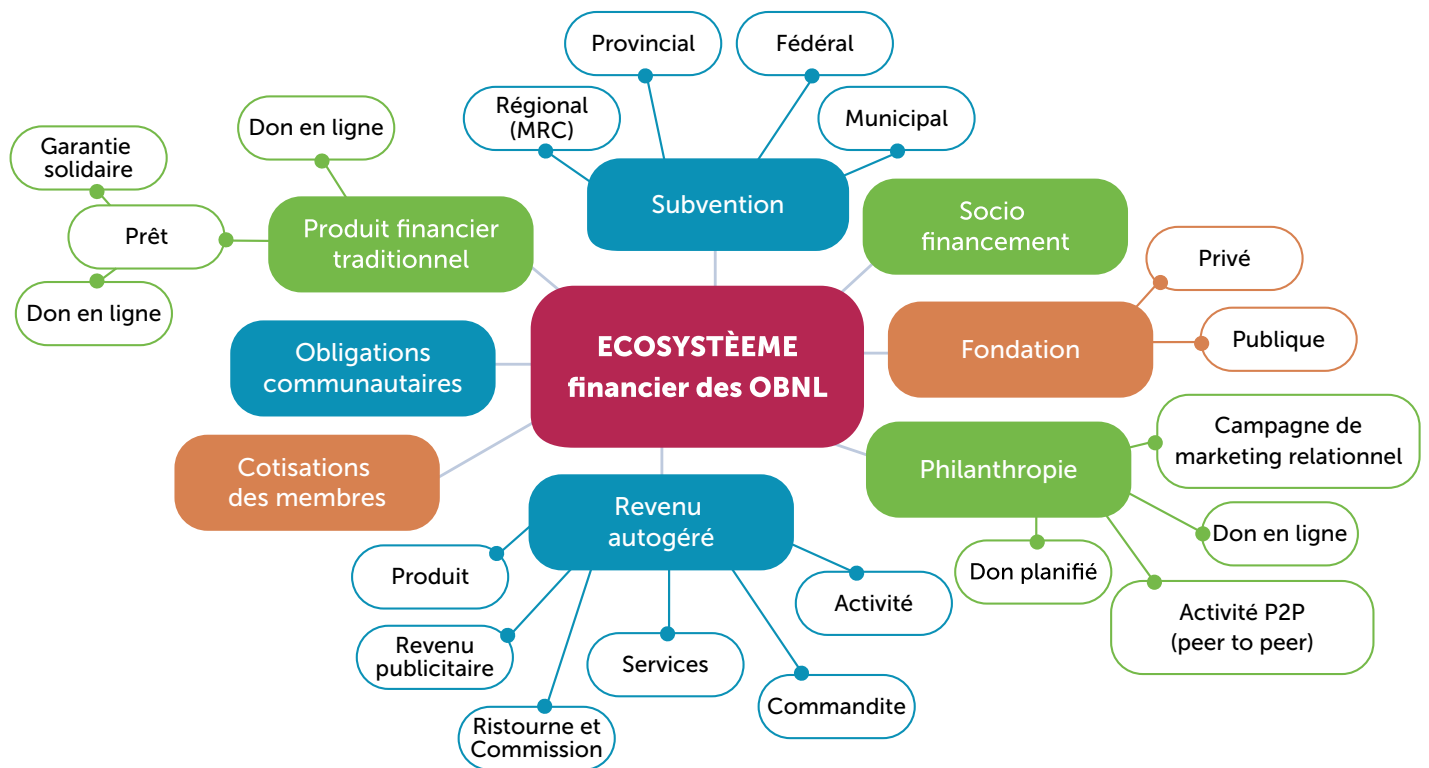 Provincial
Fédéral
Régional
(MRC)
Municipal
Don en ligne
Garantie
solidaire
Prêt
Don en ligne
Produit financier
traditionnel
Subvention
Socio
financement
Privé
Publique
Fondation
Obligations
communautaires
ECOSYSTÈEME
financier des OBNL
Cotisations
des membres
Philanthropie
Campagne de
marketing relationnel
Don en ligne
Don planifié
Activité P2P
(peer to peer)
Revenu
autogéré
Produit
Revenu
publicitaire
Ristourne et
Commission
Services
Commandite
Activité